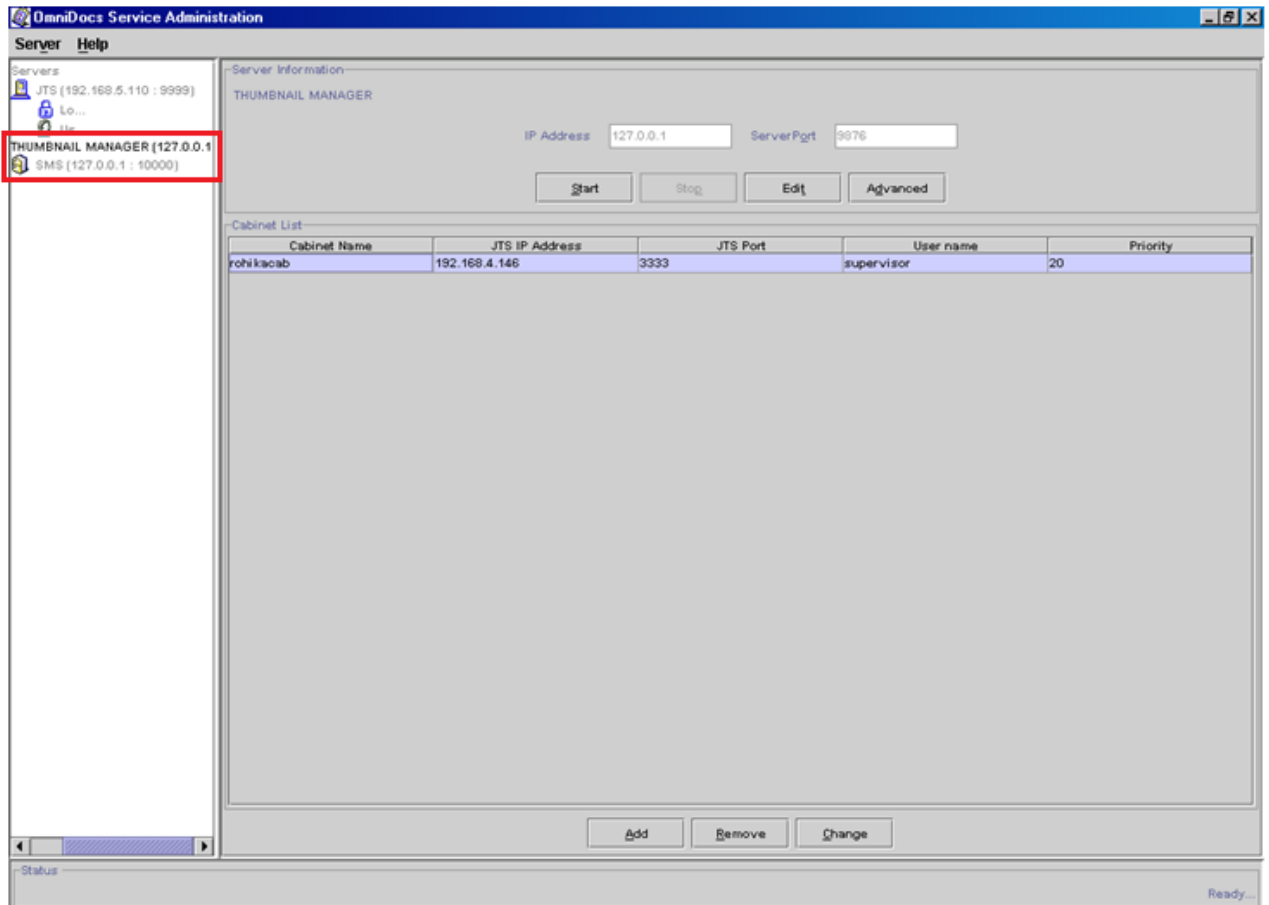 OmniDocs Service Administration
Server Help
Servers
JTS (192.168.5.110 : 9999)
Lo...
THUMBNAIL MANAGER (127.0.0.1
SMS (127.0.0.1 : 10000)
Server Information
THUMBNAIL MANAGER
IP Address 127.0.0.1 ServerPort 9876
Start Stop Edit Advanced
Cabinet List
Cabinet Name JTS IP Address JTS Port User name Priority
rohikacab 192.168.4.146 3333 supervisor 20
Add Remove Change
Status
Ready...